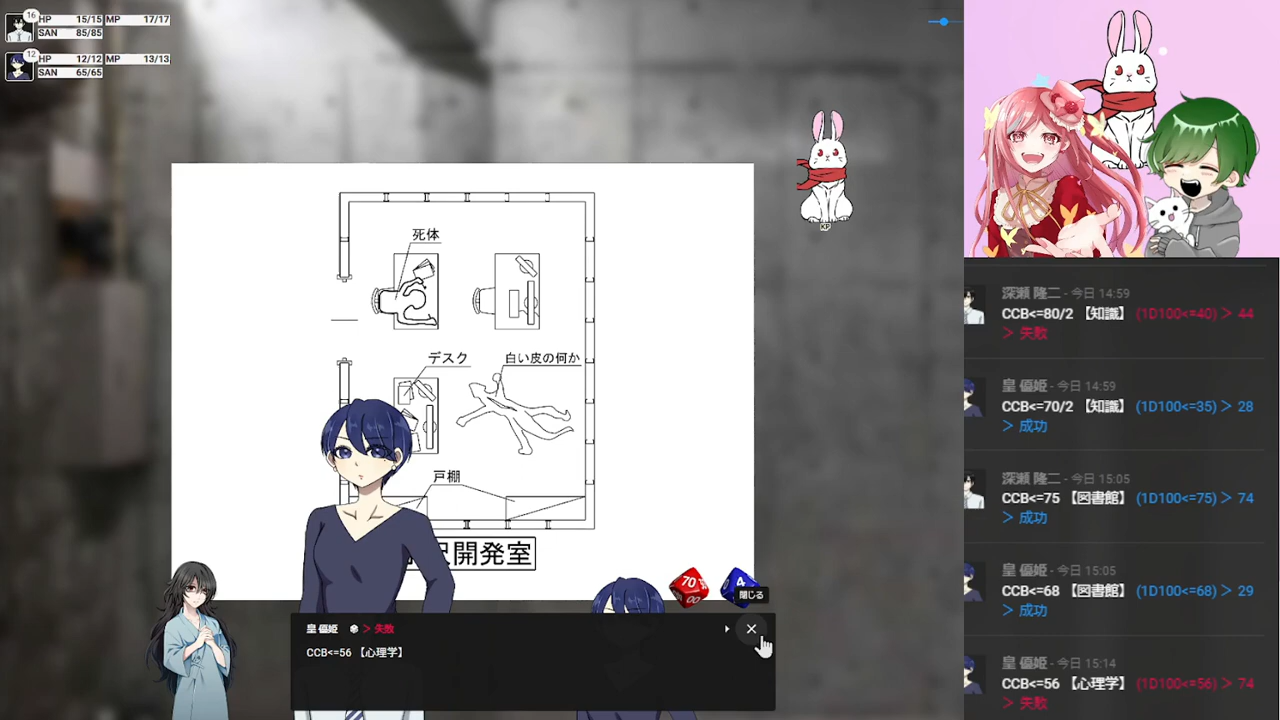 16
HP 15/15 MP 17/17
SAN 85/85
12
HP 12/12 MP 13/13
SAN 65/65
死体
デスク
白い皮の何か
戸棚
開発室
KP
70
00
4
閉じる
皇 優姫 > 失敗
CCB<=56 【心理学】
深瀬 隆二 - 今日 14:59
CCB<=80/2 【知識】 (1D100<=40) > 44
> 失敗
皇 優姫 - 今日 14:59
CCB<=70/2 【知識】 (1D100<=35) > 28
> 成功
深瀬 隆二 - 今日 15:05
CCB<=75 【図書館】 (1D100<=75) > 74
> 成功
皇 優姫 - 今日 15:05
CCB<=68 【図書館】 (1D100<=68) > 29
> 成功
皇 優姫 - 今日 15:14
CCB<=56 【心理学】 (1D100<=56) > 74
> 失敗